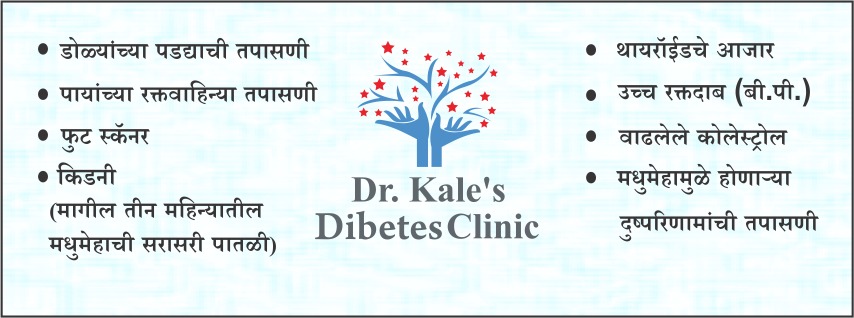 डोळ्यांच्या पडद्याची तपासणी
पायांच्या रक्तवाहिन्या तपासणी
फुट स्कॅनर
किडनी
(मागील तीन महिन्यातील
मधुमेहाची सरासरी पातळी)
Dr. Kale's
Dibetes Clinic
थायरॉईडचे आजार
उच्च रक्तदाब (बी.पी.)
वाढलेले कोलेस्ट्रोल
मधुमेहामुळे होणाऱ्या
दुष्परिणामांची तपासणी